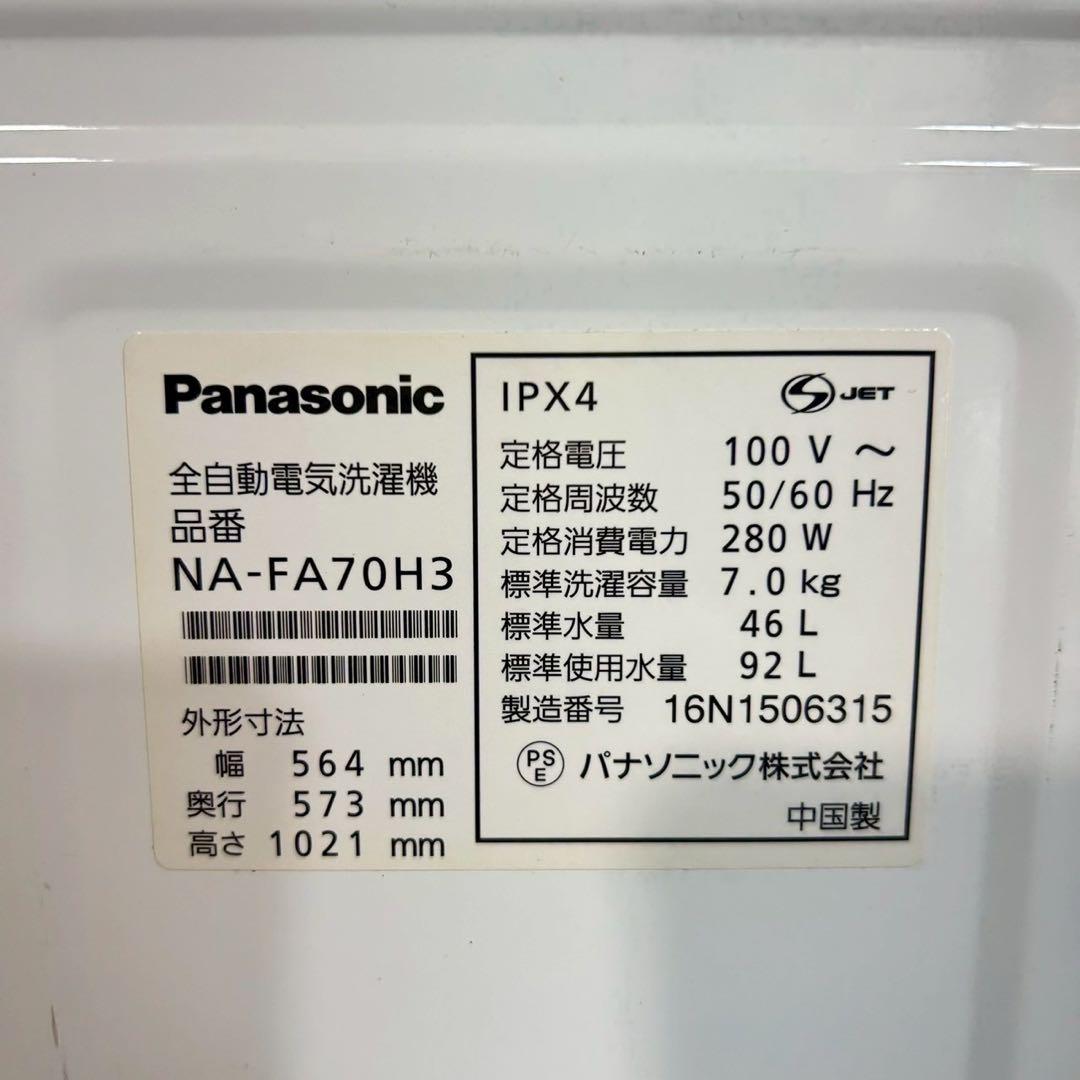 Panasonic
全自動電気洗濯機
品番
NA-FA70H3
外形寸法
幅 564 mm
奥行 573 mm
高さ 1021 mm
IPX4
S JET
定格電圧 100 V ～
定格周波数 50/60 Hz
定格消費電力 280 W
標準洗濯容量 7.0 kg
標準水量 46 L
標準使用水量 92 L
製造番号 16N1506315
PSE パナソニック株式会社
中国製